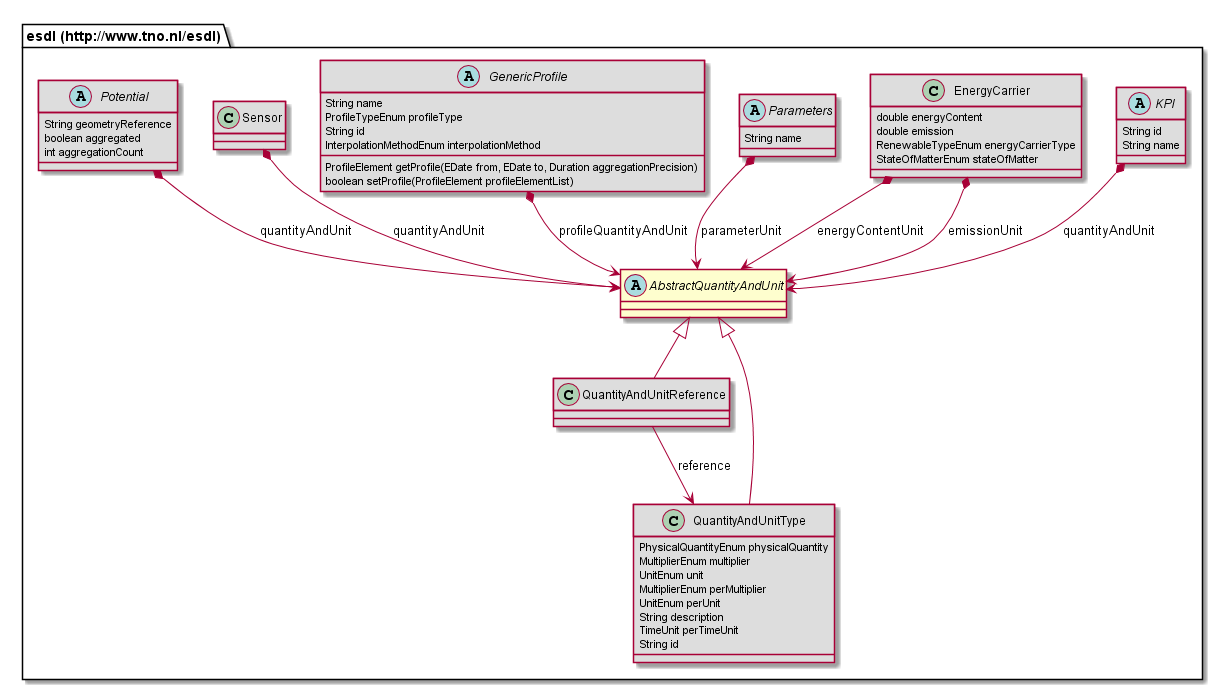 esdl (http://www.tno.nl/esdl)
A Potential
String geometryReference
boolean aggregated
int aggregationCount
C Sensor
A GenericProfile
String name
ProfileTypeEnum profileType
String id
InterpolationMethodEnum interpolationMethod
ProfileElement getProfile(EDate from, EDate to, Duration aggregationPrecision)
boolean setProfile(ProfileElement profileElementList)
A Parameters
String name
C EnergyCarrier
double energyContent
double emission
RenewableTypeEnum energyCarrierType
StateOfMatterEnum stateOfMatter
A KPI
String id
String name
quantityAndUnit
quantityAndUnit
profileQuantityAndUnit
parameterUnit
energyContentUnit
emissionUnit
quantityAndUnit
A AbstractQuantityAndUnit
C QuantityAndUnitReference
reference
C QuantityAndUnitType
PhysicalQuantityEnum physicalQuantity
MultiplierEnum multiplier
UnitEnum unit
MultiplierEnum perMultiplier
UnitEnum perUnit
String description
TimeUnit perTimeUnit
String id